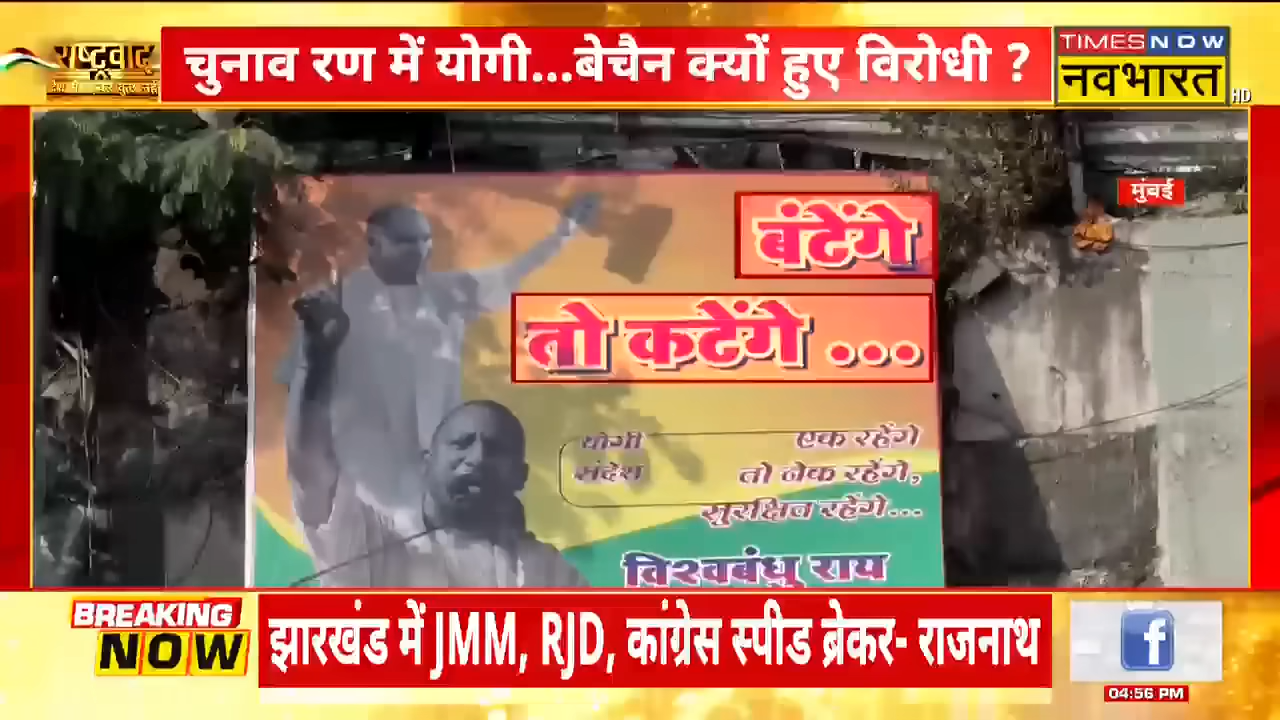 राष्ट्रवाद
चुनाव रण में योगी...बेचैन क्यों हुए विरोधी ?
TIMES NOW
नवभारत
HD
मुंबई
बंटेंगे
तो कटेंगे ...
योगी
संदेश
एक रहेंगे
तो नेक रहेंगे,
सुरक्षित रहेंगे...
विश्वबंधु राय
BREAKING
NOW
झारखंड में JMM, RJD, कांग्रेस स्पीड ब्रेकर- राजनाथ
f
04:56 PM